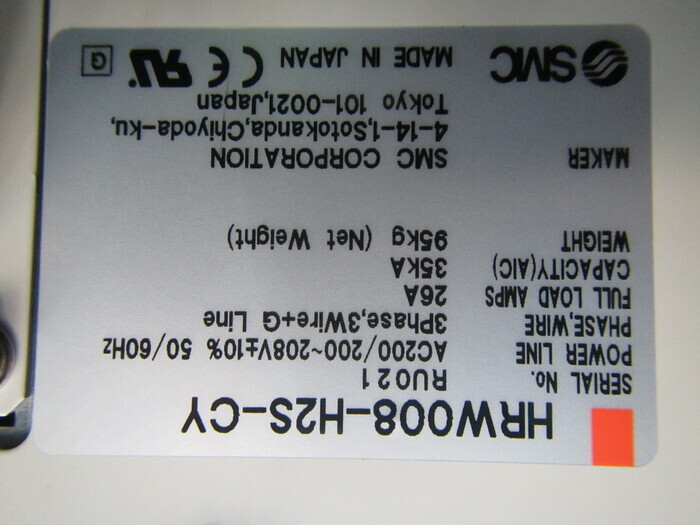 HRW008-H2S-CY
SERIAL No. RU021
POWER LINE AC200/200~208V±10% 50/60Hz
PHASE,WIRE 3Phase,3Wire+G Line
FULL LOAD AMPS 26A
CAPACITY(AIC) 35kA
WEIGHT 95kg (Net Weight)
MAKER SMC CORPORATION
4-14-1,Sotokanda,Chiyoda-ku,
Tokyo 101-0021,Japan
SMC MADE IN JAPAN CE RU G